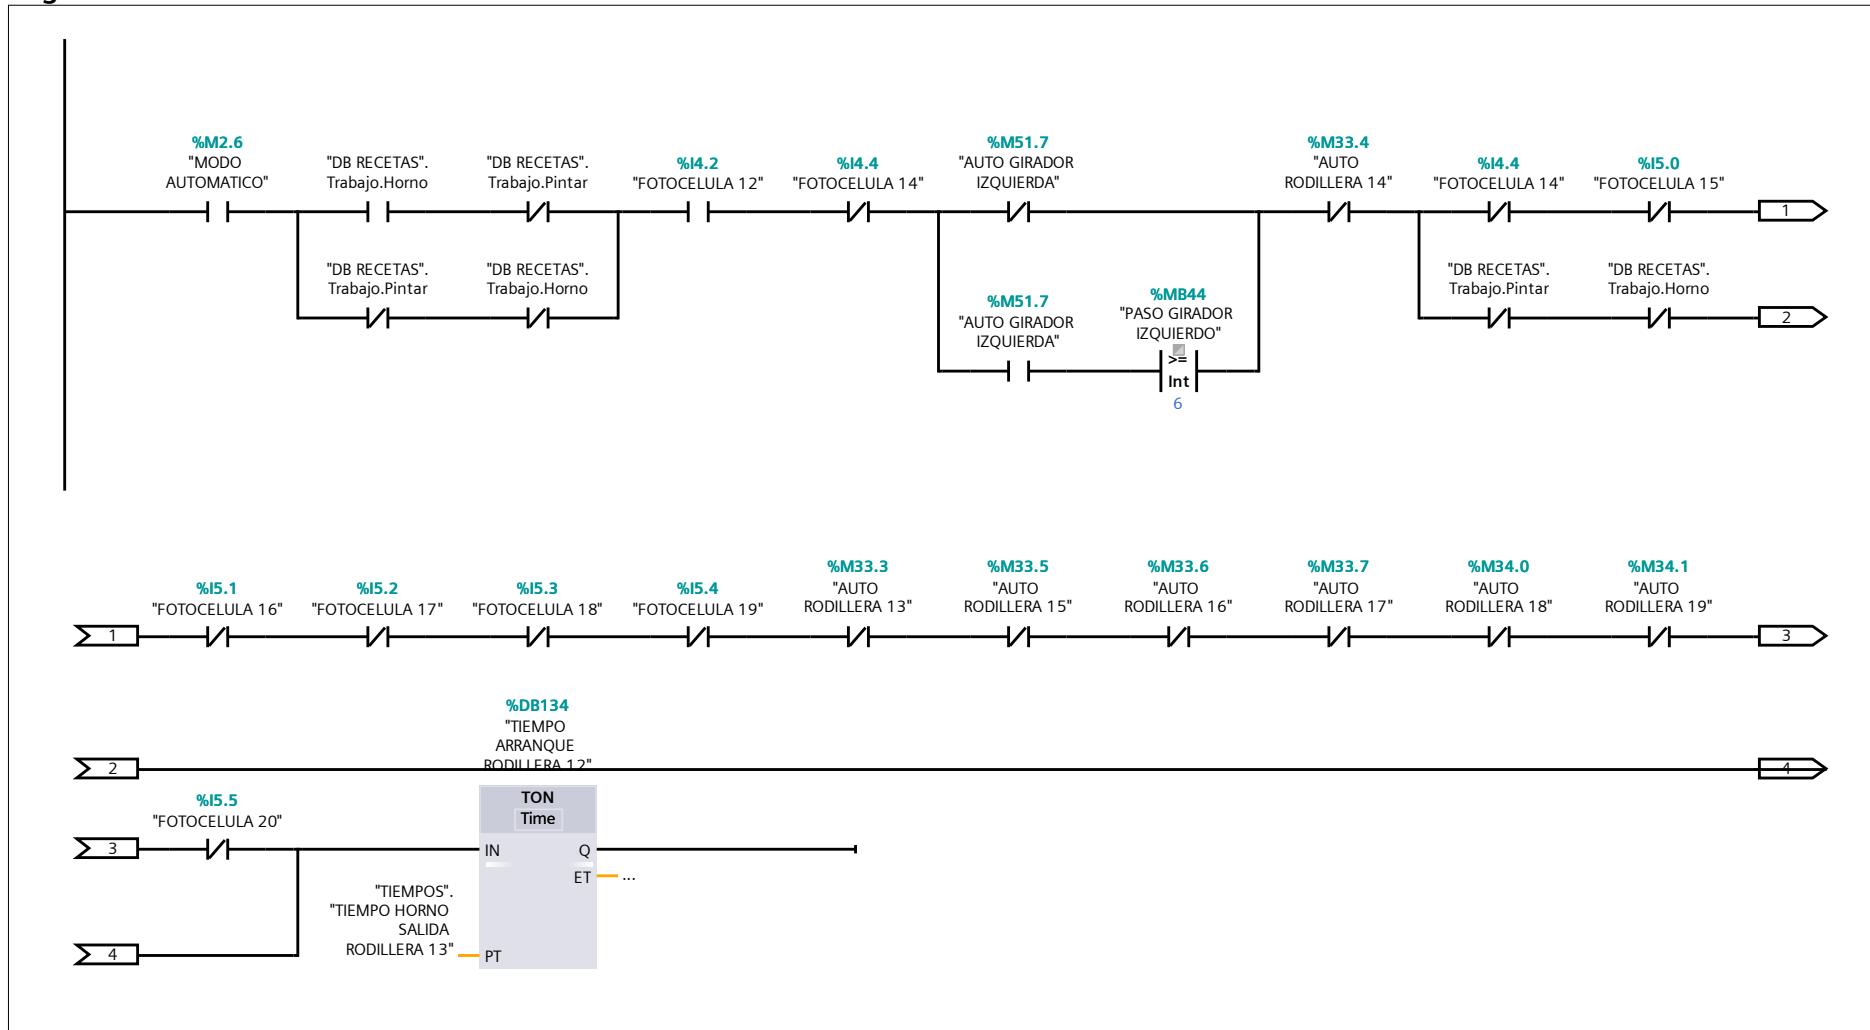 %M2.6
"MODO
AUTOMATICO"
"DB RECETAS".
Trabajo.Horno
"DB RECETAS".
Trabajo.Pintar
%I4.2
"FOTOCELULA 12"
%I4.4
"FOTOCELULA 14"
%M51.7
"AUTO GIRADOR
IZQUIERDA"
%M33.4
"AUTO
RODILLERA 14"
%I4.4
"FOTOCELULA 14"
%I5.0
"FOTOCELULA 15"
1
"DB RECETAS".
Trabajo.Pintar
"DB RECETAS".
Trabajo.Horno
%M51.7
"AUTO GIRADOR
IZQUIERDA"
%MB44
"PASO GIRADOR
IZQUIERDO"
>=
Int
6
"DB RECETAS".
Trabajo.Pintar
"DB RECETAS".
Trabajo.Horno
2
1
%I5.1
"FOTOCELULA 16"
%I5.2
"FOTOCELULA 17"
%I5.3
"FOTOCELULA 18"
%I5.4
"FOTOCELULA 19"
%M33.3
"AUTO
RODILLERA 13"
%M33.5
"AUTO
RODILLERA 15"
%M33.6
"AUTO
RODILLERA 16"
%M33.7
"AUTO
RODILLERA 17"
%M34.0
"AUTO
RODILLERA 18"
%M34.1
"AUTO
RODILLERA 19"
3
2
4
%DB134
"TIEMPO
ARRANQUE
RODILLERA 12"
3
%I5.5
"FOTOCELULA 20"
TON
Time
IN
Q
ET
...
"TIEMPOS".
"TIEMPO HORNO
SALIDA
RODILLERA 13"
PT
4